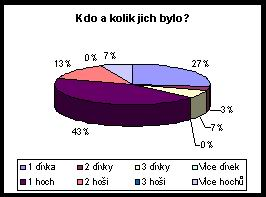 Kdo a kolik jich bylo?
13% 0% 7% 27%
3%
7%
0%
43%
1 dívka 2 dívky 3 dívky Více dívek
1 hoch 2 hoši 3 hoši Více hochů